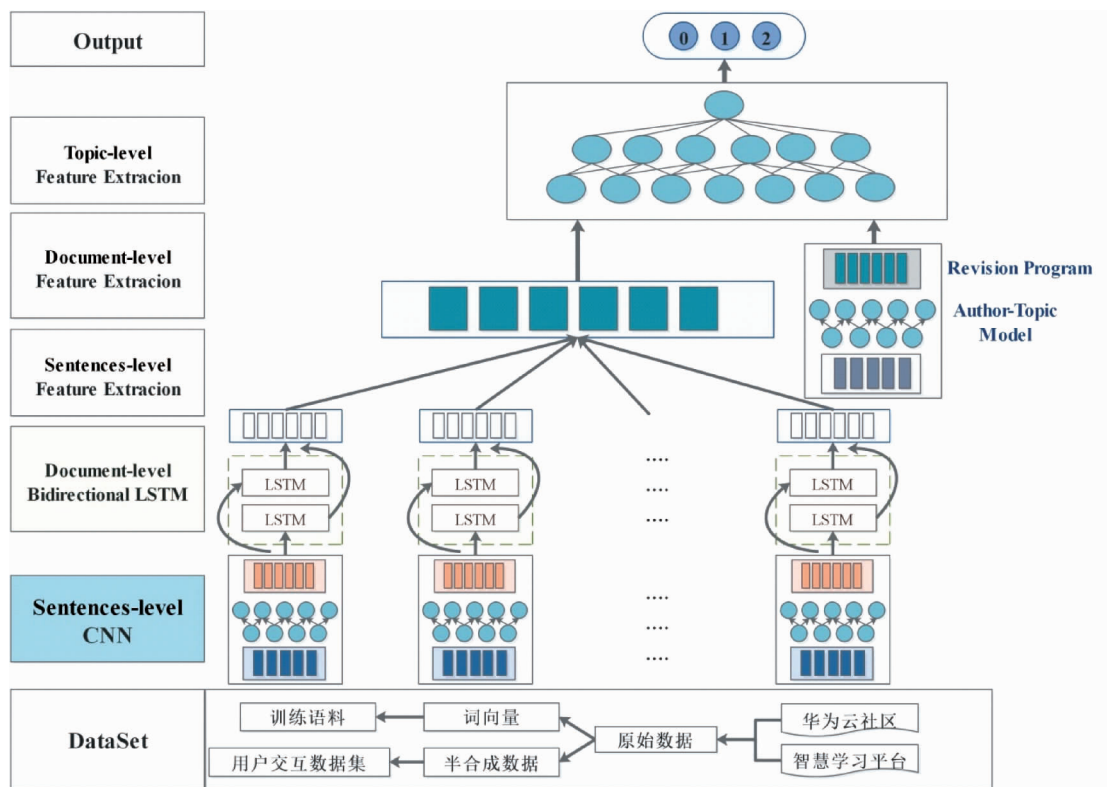 Output
0 1 2
Topic-level
Feature Extracion
Document-level
Feature Extracion
Revision Program
Author-Topic
Model
Sentences-level
Feature Extracion
Document-level
Bidirectional LSTM
LSTM
LSTM
LSTM
LSTM
LSTM
LSTM
....
....
....
Sentences-level
CNN
....
....
....
DataSet
训练语料
词向量
原始数据
华为云社区
用户交互数据集
半合成数据
智慧学习平台